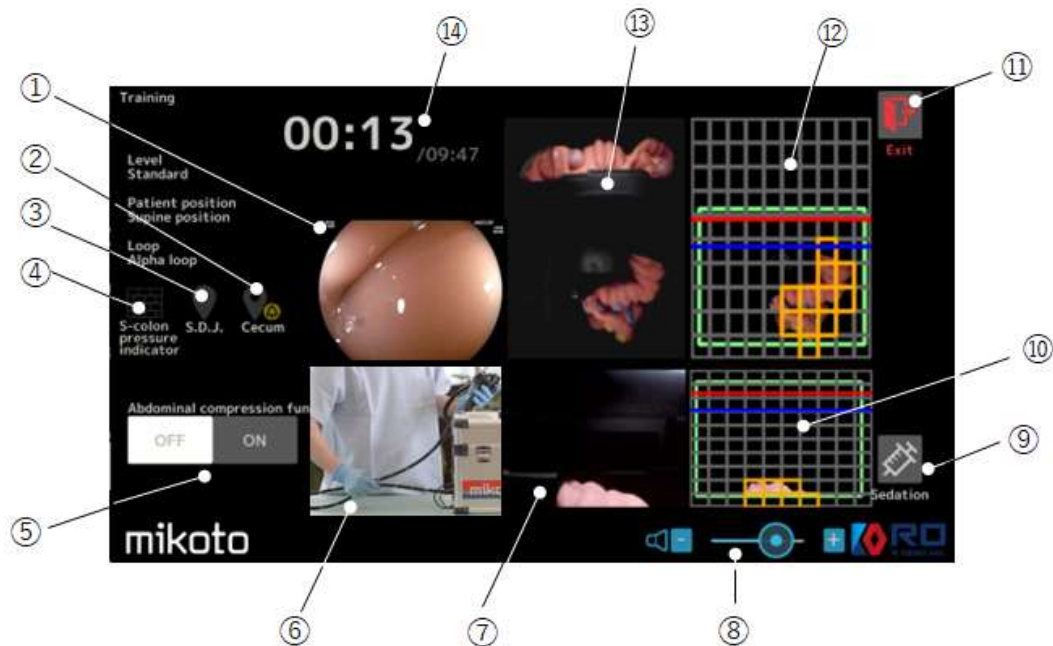 ⑭
⑬
⑫
⑪
①
②
③
④
Training
00:13
/09:47
Exit
Level
Standard
Patient position
Supine position
Loop
Alpha loop
S-colon
pressure
indicator
S.D.J.
Cecum
⑩
Abdominal compression fun
OFF
ON
mikoto
⑨
Sedation
⑤
mikoto
RO
⑥
⑦
⑧